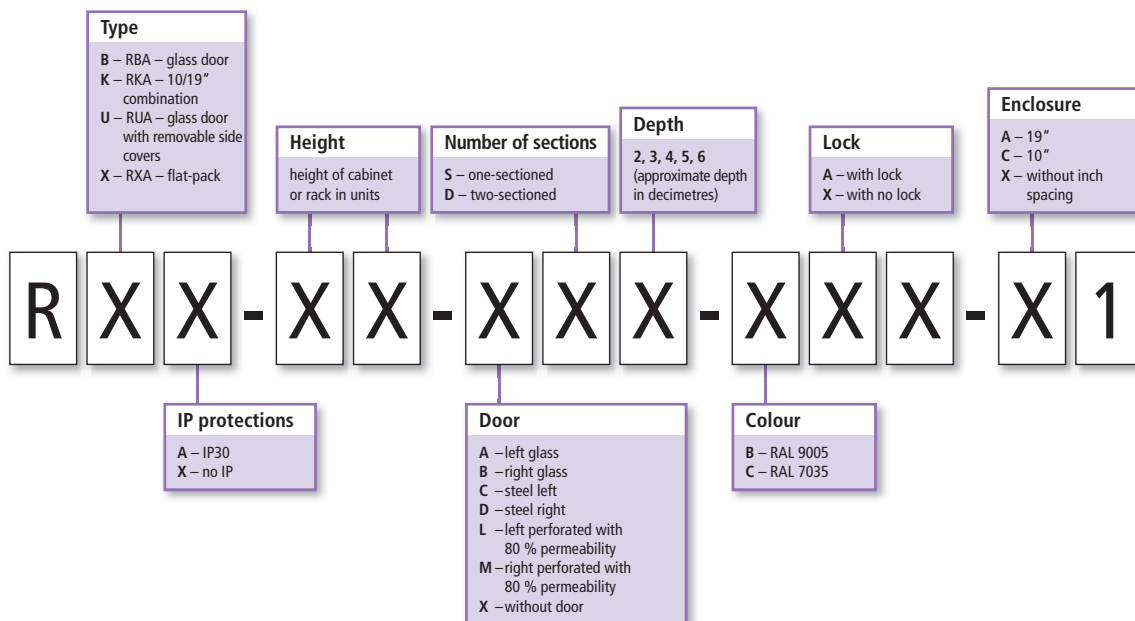 Type
B – RBA – glass door
K – RKA – 10/19"
combination
U – RUA – glass door
with removable side
covers
X – RXA – flat-pack
Height
height of cabinet
or rack in units
Number of sections
S – one-sectioned
D – two-sectioned
Depth
2, 3, 4, 5, 6
(approximate depth
in decimetres)
Lock
A – with lock
X – with no lock
Enclosure
A – 19"
C – 10"
X – without inch
spacing
R X X - X X - X X X - X X X - X 1
IP protections
A – IP30
X – no IP
Door
A – left glass
B – right glass
C – steel left
D – steel right
L – left perforated with
80 % permeability
M – right perforated with
80 % permeability
X – without door
Colour
B – RAL 9005
C – RAL 7035